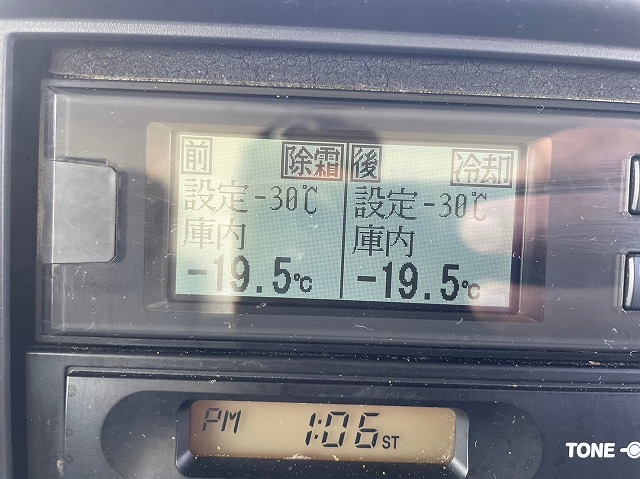 前 除霜 後 冷却
設定 -30℃ 設定 -30℃
庫内 庫内
-19.5℃ -19.5℃
PM 1:06 ST
TONE